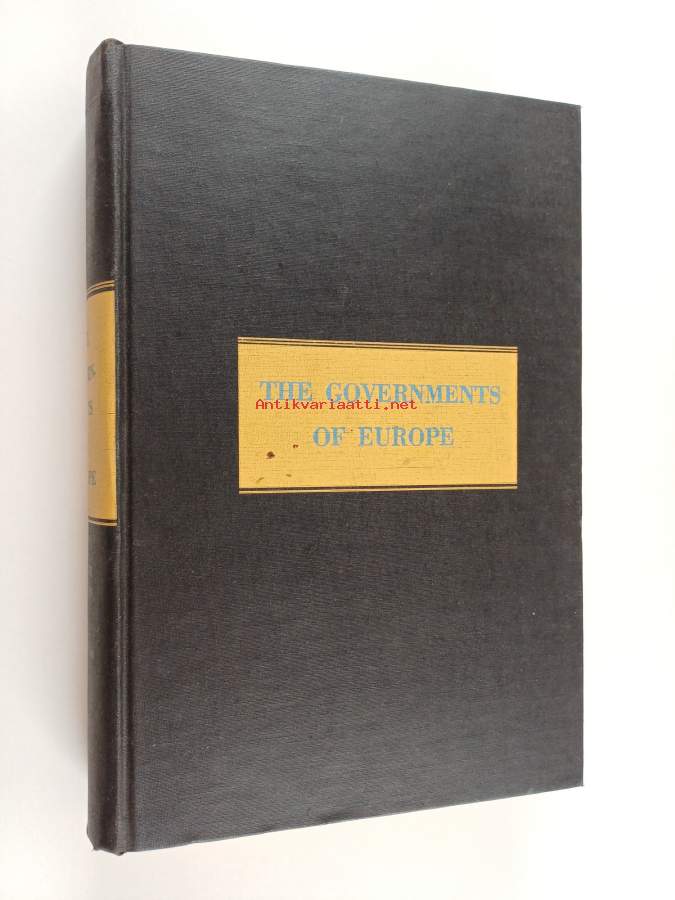 THE GOVERNMENTS
Antikvariaatti.net
OF EUROPE